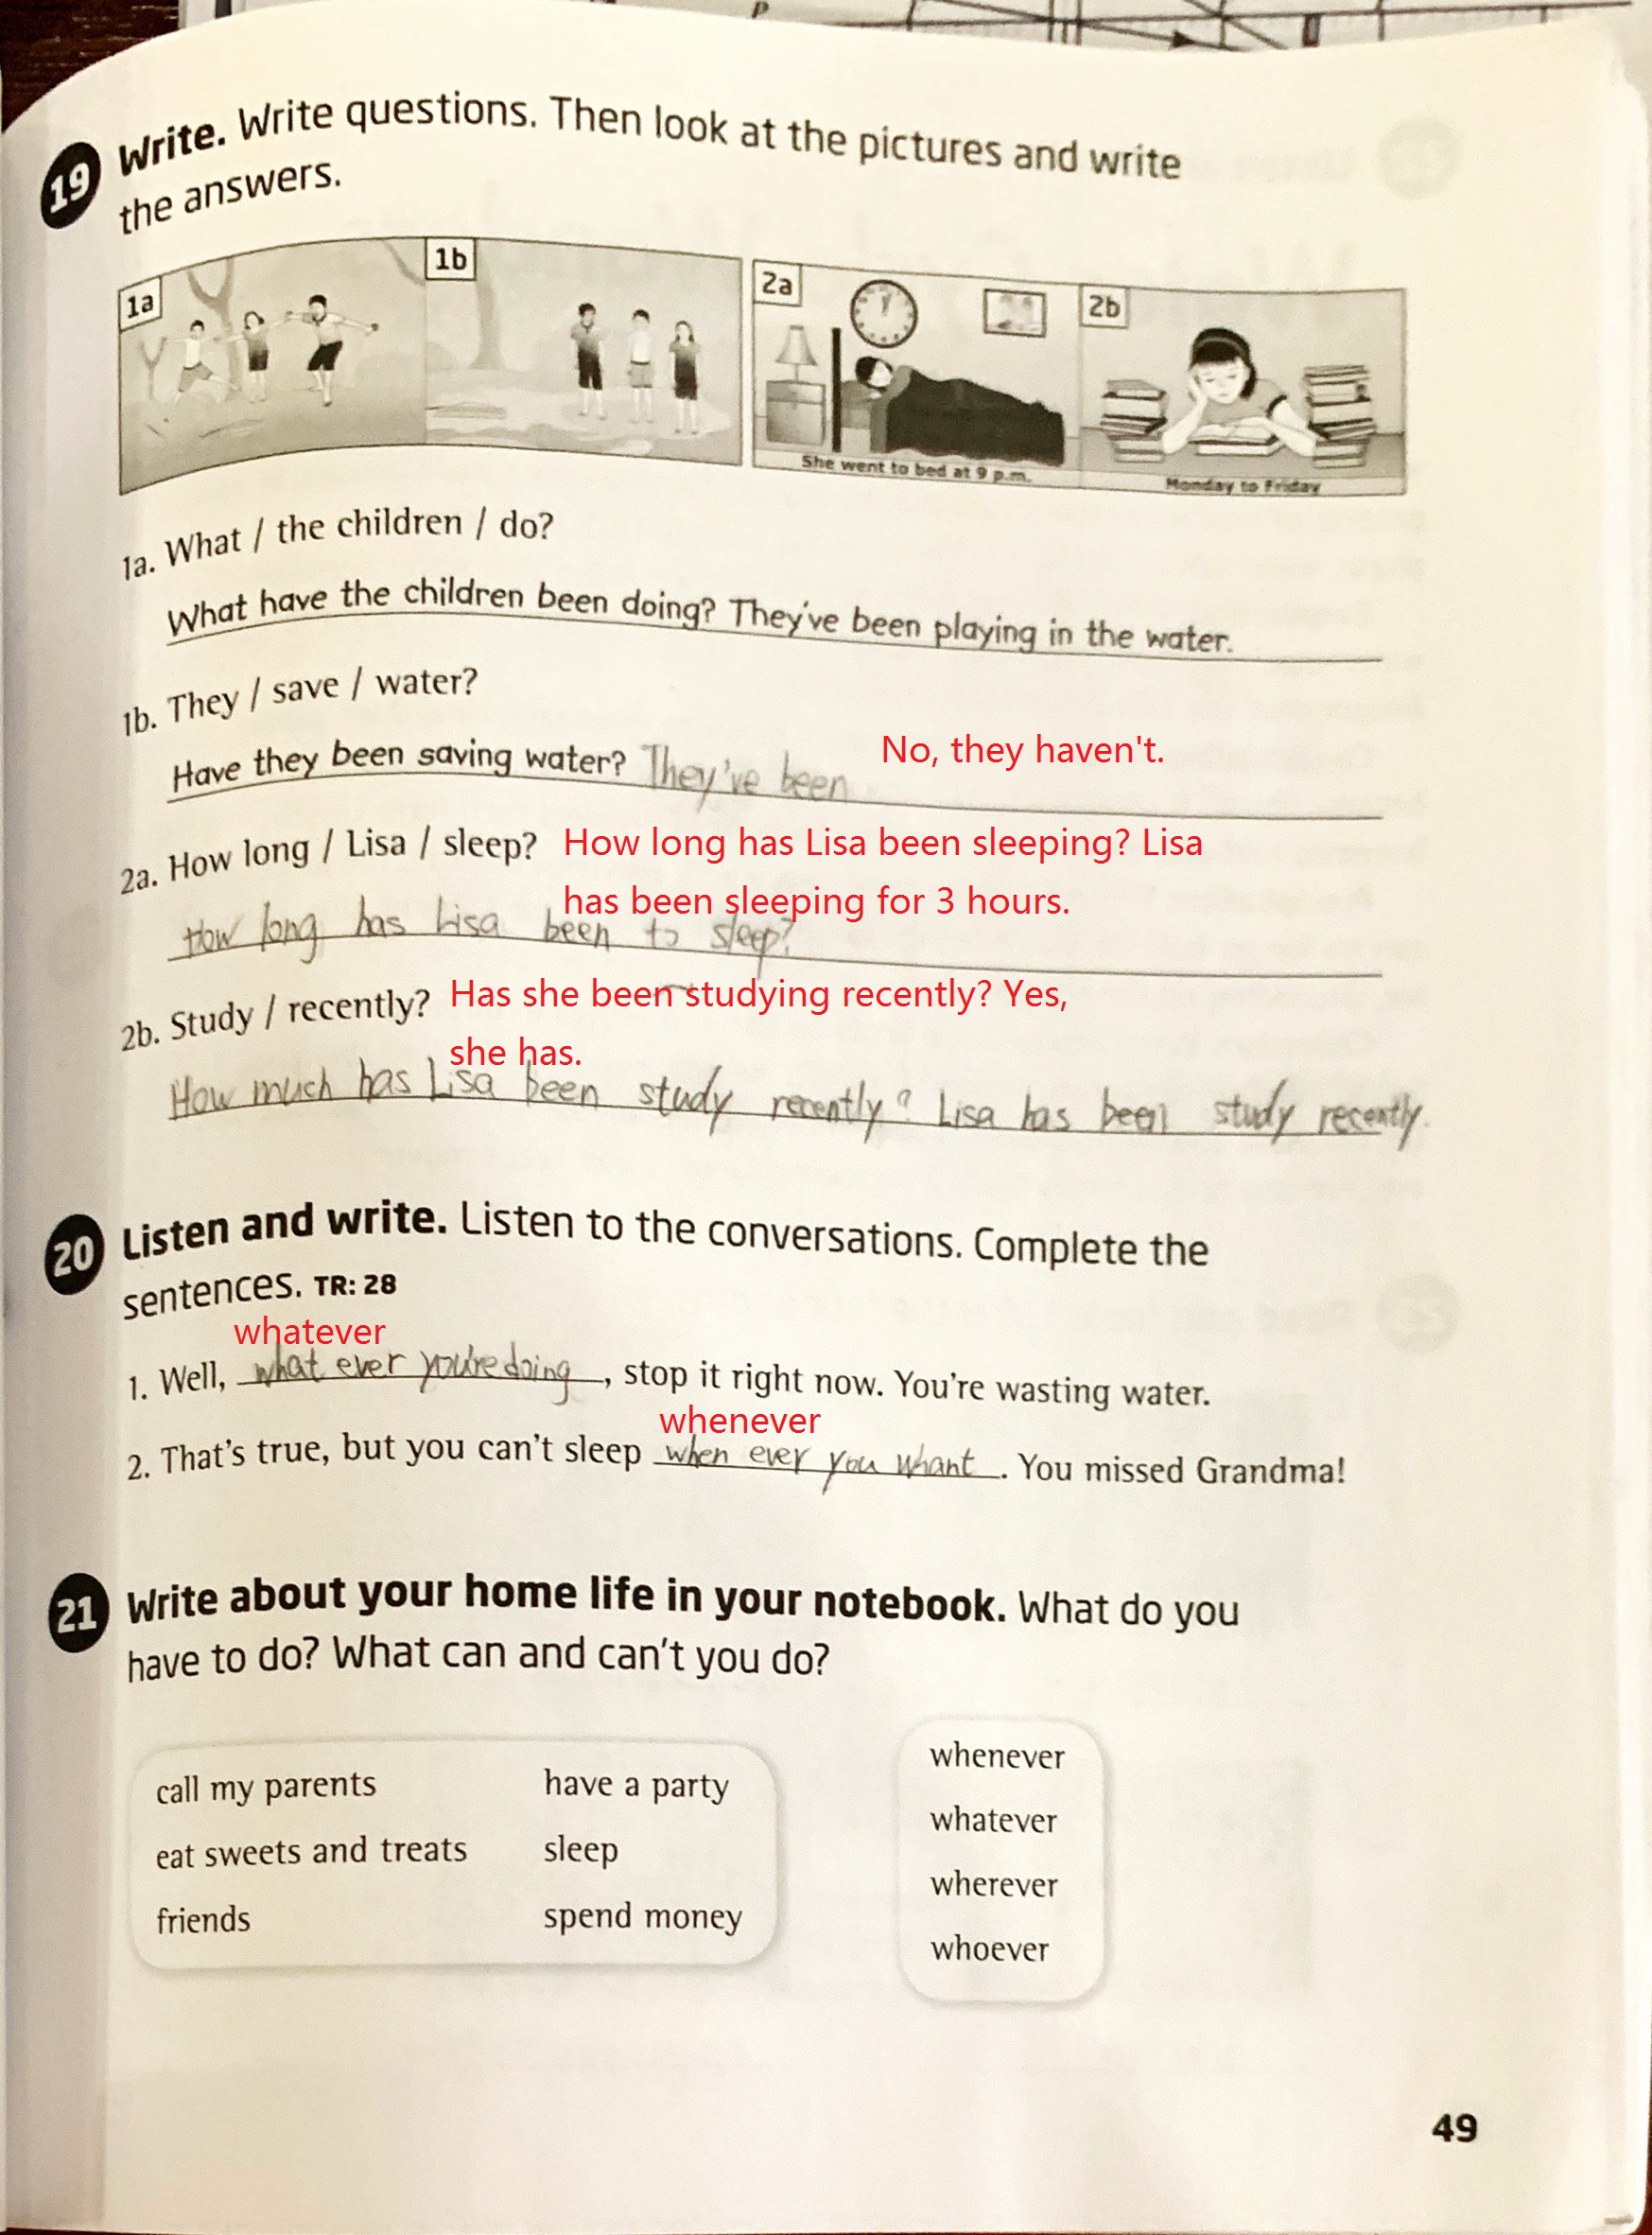 P
19 Write. Write questions. Then look at the pictures and write
the answers.
1a
1b
2a
2b
She went to bed at 9 p.m.
Monday to Friday
1a. What / the children / do?
What have the children been doing? They've been playing in the water.
1b. They / save / water?
No, they haven't.
Have they been saving water? They've been
2a. How long / Lisa / sleep? How long has Lisa been sleeping? Lisa
has been sleeping for 3 hours.
How long has Lisa been to sleep?
2b. Study / recently? Has she been studying recently? Yes,
she has.
How much has Lisa been study recently? Lisa has been study recently.
20 Listen and write. Listen to the conversations. Complete the
sentences. TR: 28
whatever
1. Well, what ever you're doing, stop it right now. You're wasting water.
whenever
2. That's true, but you can't sleep when ever you whant. You missed Grandma!
21 Write about your home life in your notebook. What do you
have to do? What can and can't you do?
call my parents have a party
eat sweets and treats sleep
friends spend money
whenever
whatever
wherever
whoever
49